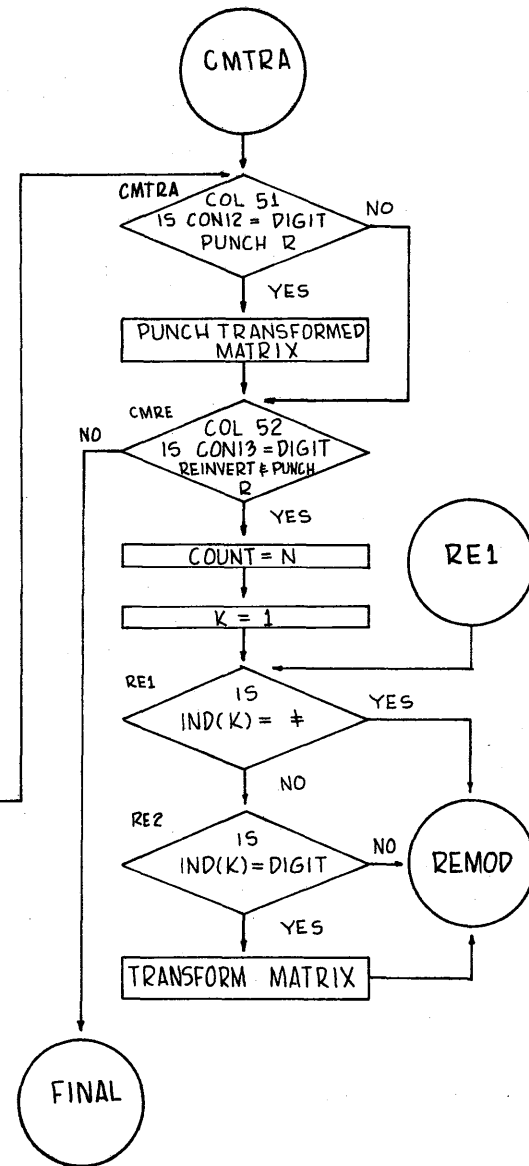 CMTRA
CMTRA
COL 51
IS CON12 = DIGIT
PUNCH R
NO
YES
PUNCH TRANSFORMED
MATRIX
CMRE
NO
COL 52
IS CON13 = DIGIT
REINVERT & PUNCH
R
YES
COUNT = N
RE1
K = 1
RE1
IS
IND(K) = ≠
YES
NO
RE2
IS
IND(K) = DIGIT
NO
REMOD
YES
TRANSFORM MATRIX
FINAL